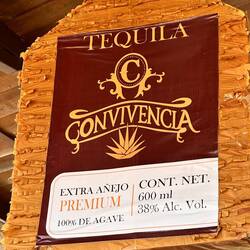 TEQUILA
C
CONVIVENCIA
EXTRA AÑEJO
PREMIUM
100% DE AGAVE
CONT. NET.
600 ml
38% Alc. Vol.